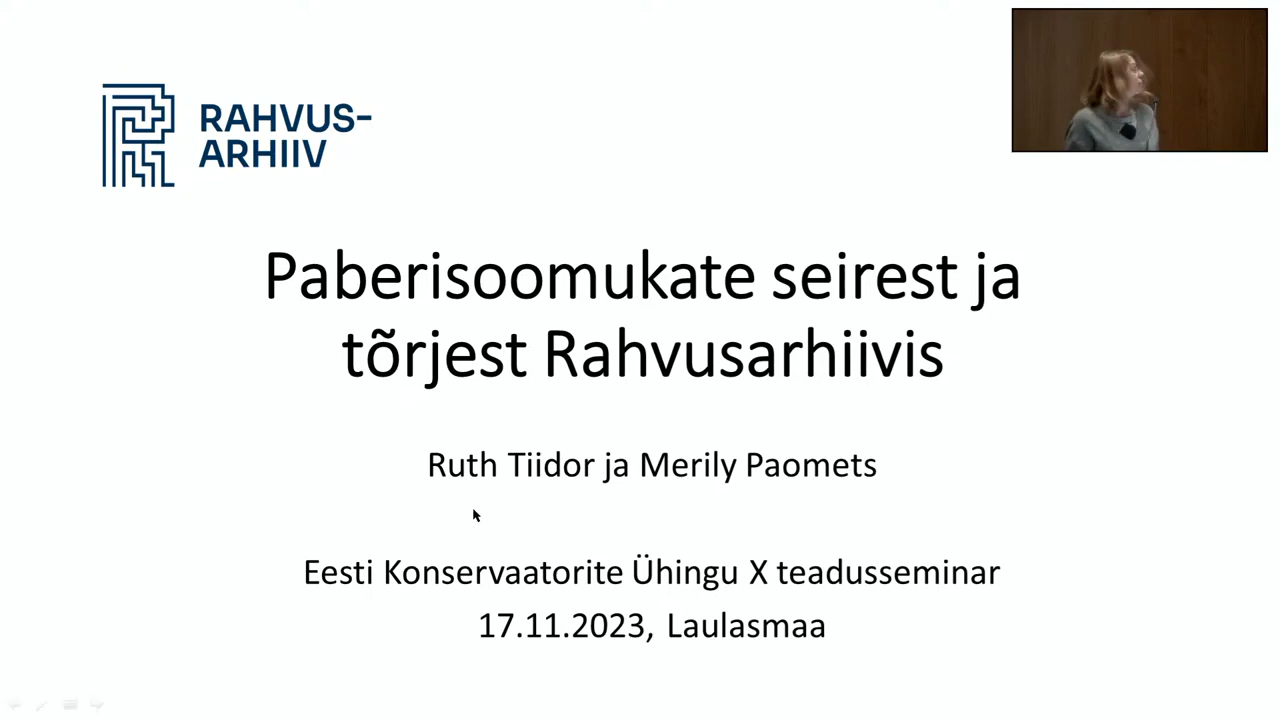 RAHVUS-
ARHIIV
Paberisoomukate seirest ja
tõrjest Rahvusarhiivis
Ruth Tiidor ja Merily Paomets
Eesti Konservaatorite Ühingu X teadusseminar
17.11.2023, Laulasmaa